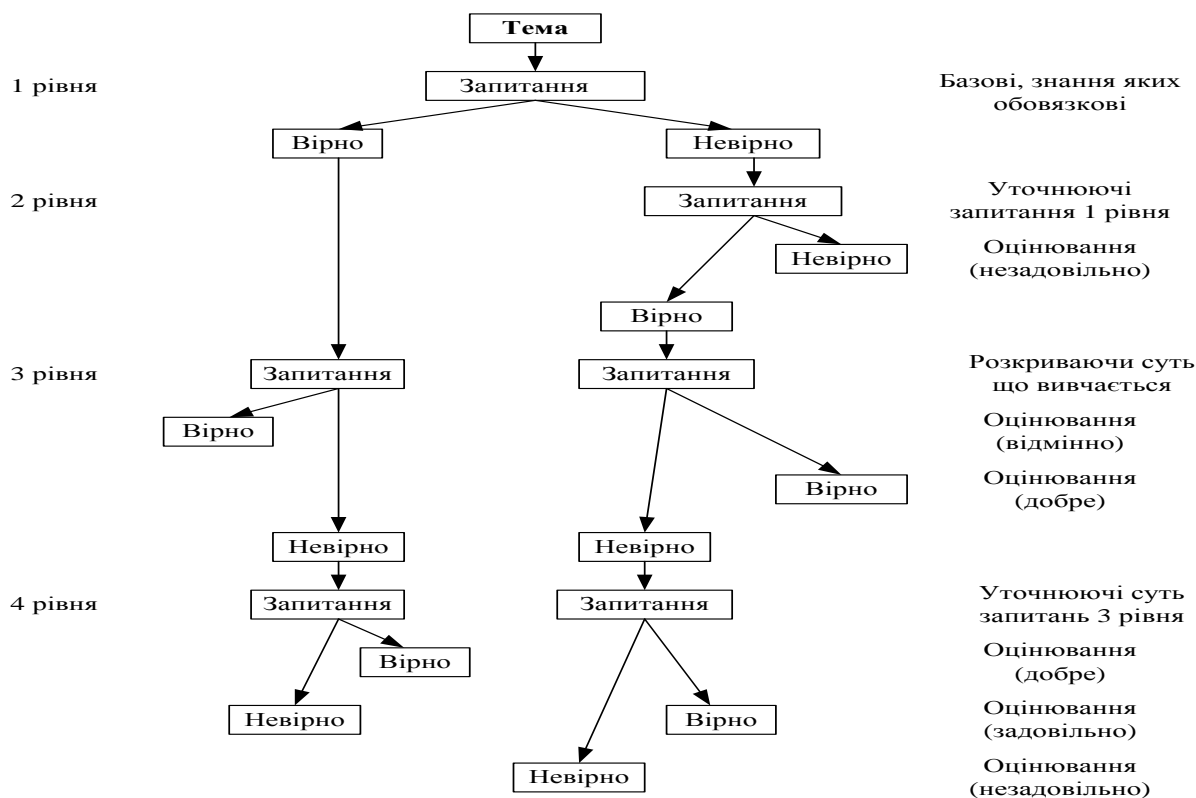 Тема
1 рівня
Запитання
Базові, знання яких
обовязкові
Вірно
Невірно
2 рівня
Запитання
Уточнюючі
запитання 1 рівня
Невірно
Оцінювання
(незадовільно)
Вірно
3 рівня
Запитання
Запитання
Розкриваючи суть
що вивчається
Вірно
Оцінювання
(відмінно)
Вірно
Оцінювання
(добре)
Невірно
Невірно
4 рівня
Запитання
Запитання
Уточнюючі суть
запитань 3 рівня
Вірно
Оцінювання
(добре)
Невірно
Вірно
Оцінювання
(задовільно)
Невірно
Оцінювання
(незадовільно)